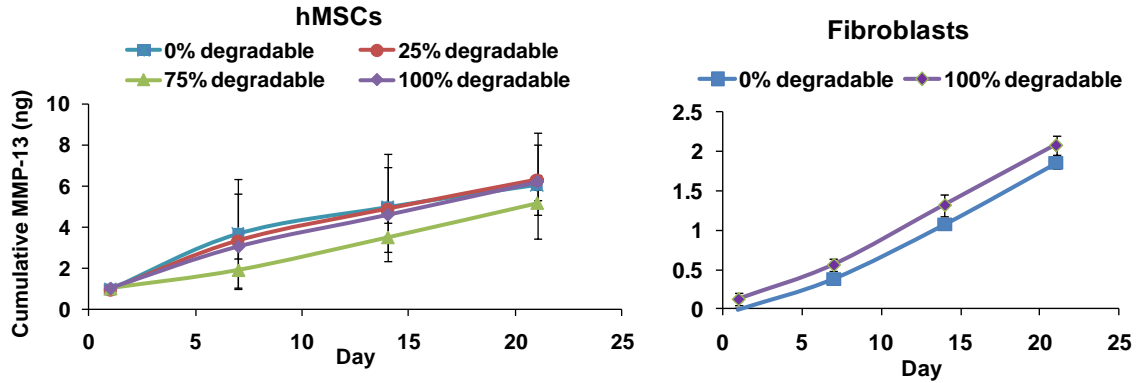 hMSCs
0% degradable 25% degradable
75% degradable 100% degradable
Cumulative MMP-13 (ng)
10
8
6
4
2
0
0 5 10 15 20 25
Day
Fibroblasts
0% degradable 100% degradable
2.5
2
1.5
1
0.5
0
0 5 10 15 20 25
Day